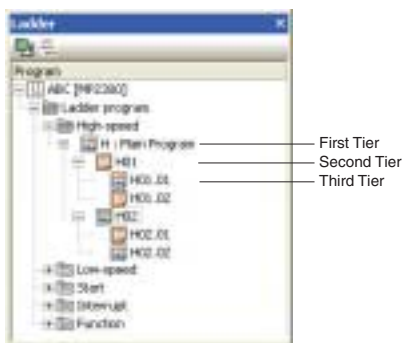 Ladder
Program
ABC [MP2300]
Ladder program
High-speed
H : Main Program
First Tier
H01
Second Tier
H01.01
Third Tier
H01.02
H02
H02.01
H02.02
Low-speed
Start
Interrupt
Function